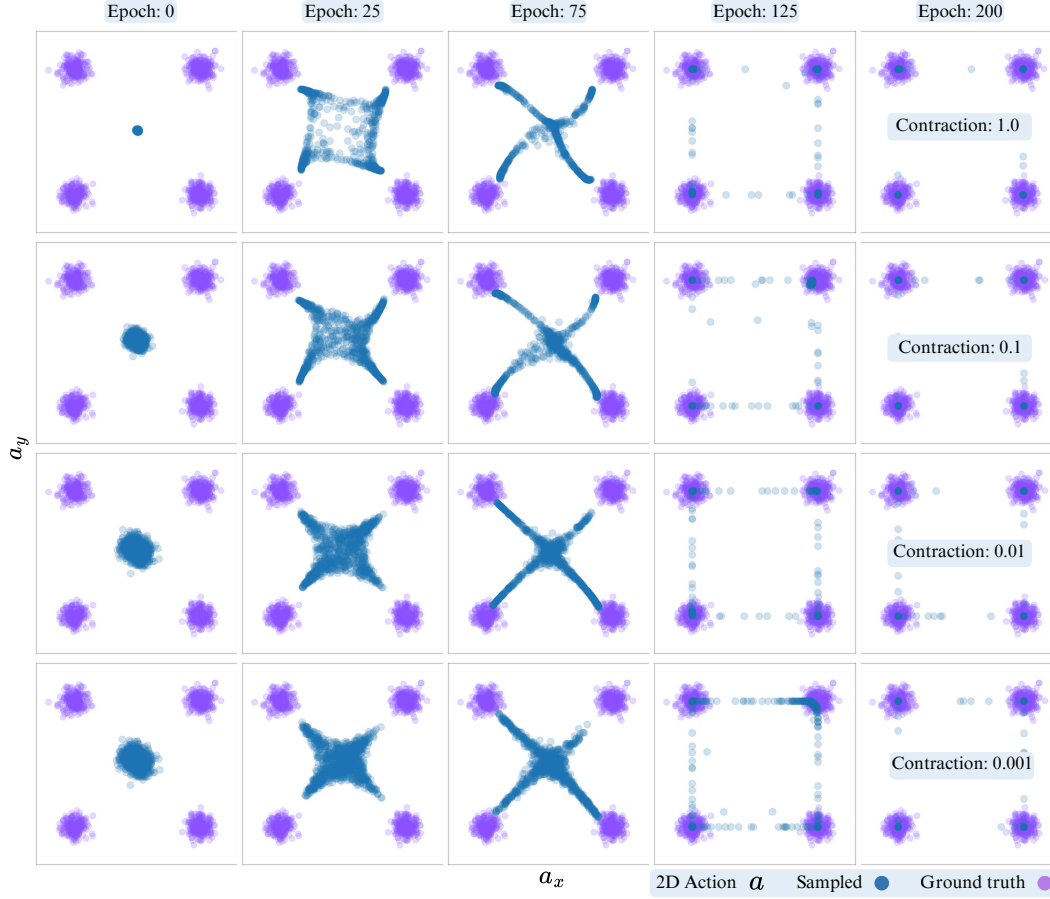 Epoch: 0 Epoch: 25 Epoch: 75 Epoch: 125 Epoch: 200
Contraction: 1.0
Contraction: 0.1
a_y
Contraction: 0.01
Contraction: 0.001
a_x
2D Action a Sampled Ground truth